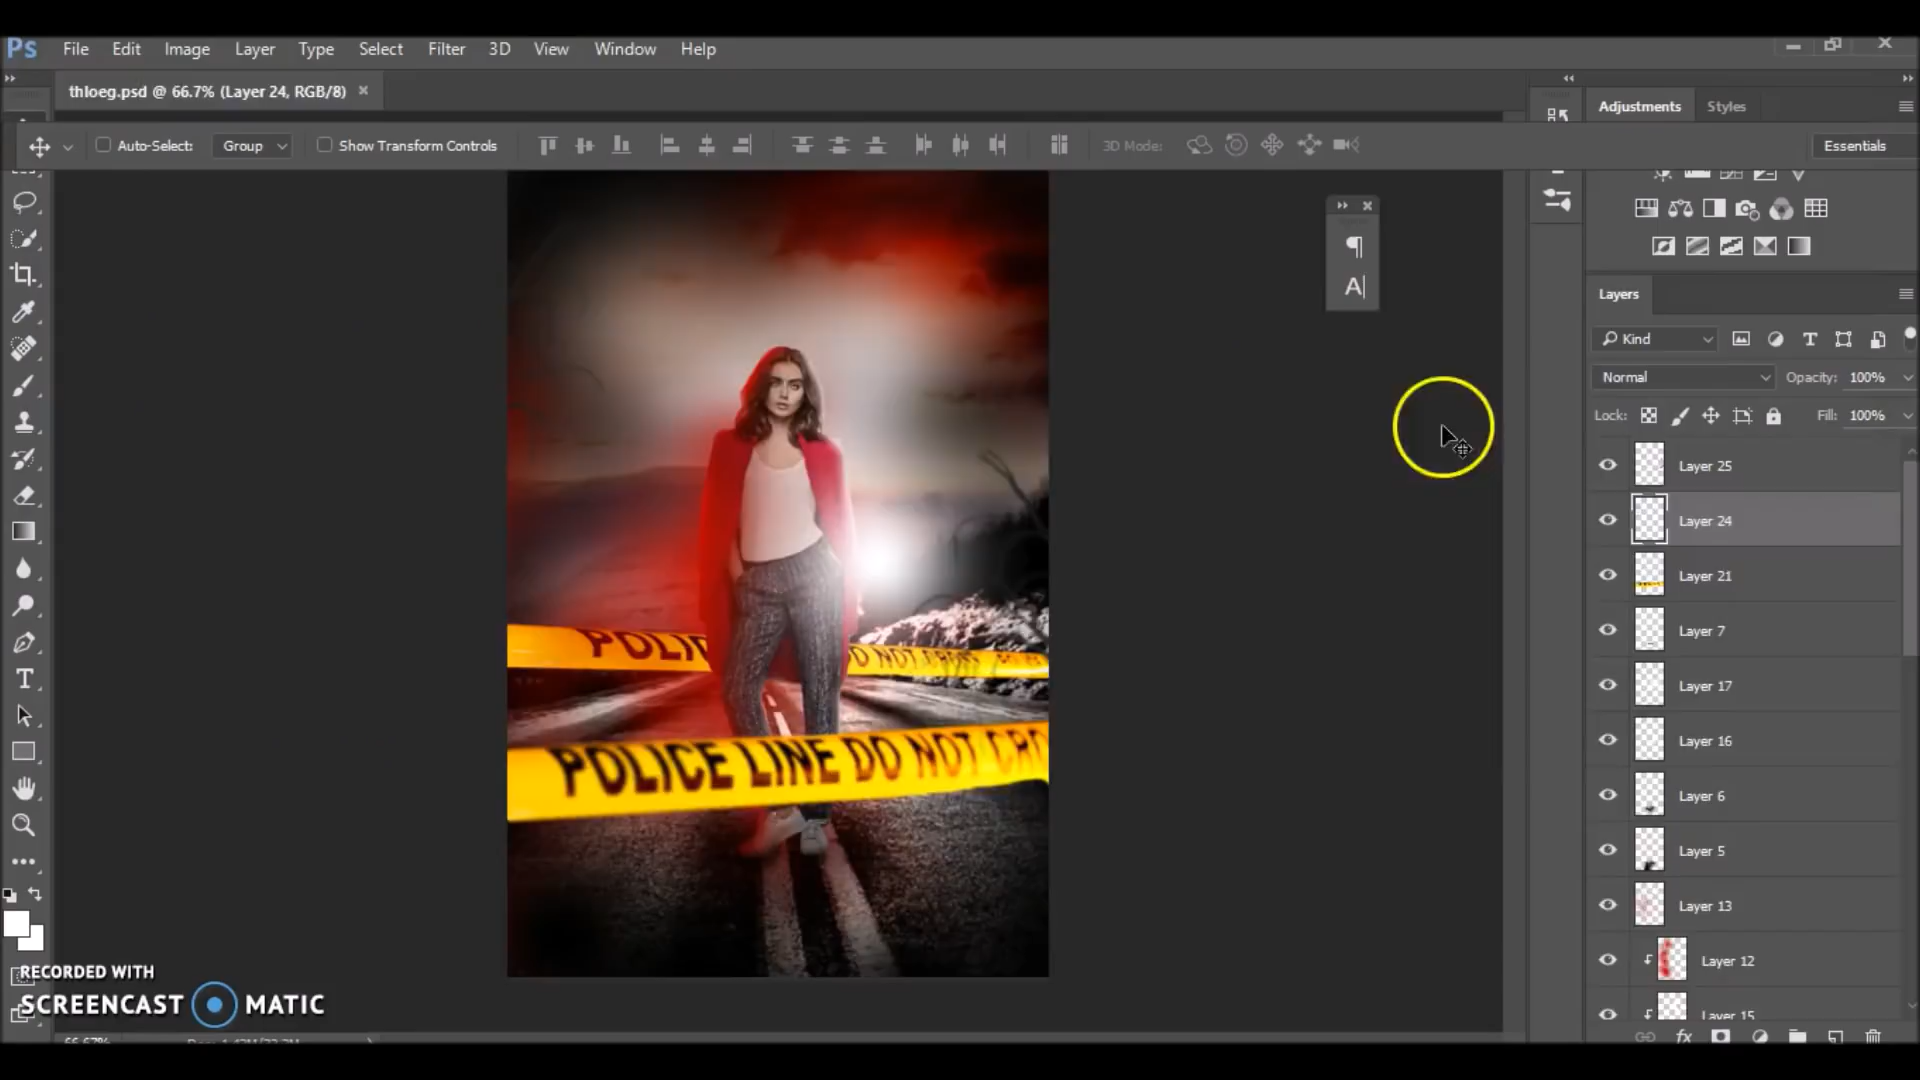 Ps File Edit Image Layer Type Select Filter 3D View Window Help
thloeg.psd @ 66.7% (Layer 24, RGB/8)
Adjustments Styles
Auto-Select: Group Show Transform Controls 3D Mode: Essentials
Layers
Kind
Normal Opacity: 100%
Lock: Fill: 100%
Layer 25
Layer 24
Layer 21
Layer 7
Layer 17
Layer 16
Layer 6
Layer 5
Layer 13
Layer 12
Layer 15
POLIC
DO NOT CROSS
POLICE LINE DO NOT CRO
RECORDED WITH
SCREENCAST MATIC
66.67%